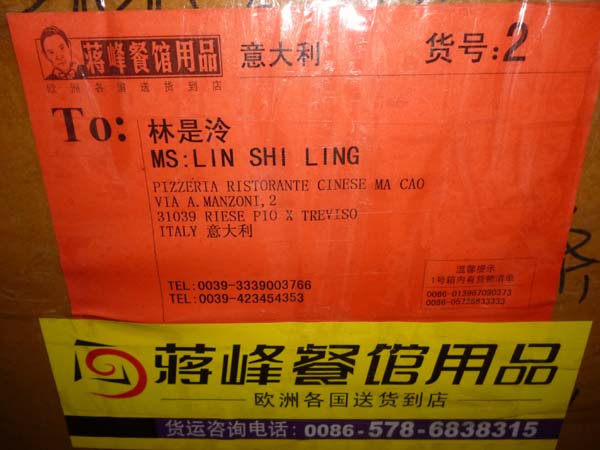 蒋峰餐馆用品 意大利 货号:2
欧洲各国送货到店
To: 林是泠
MS:LIN SHI LING
PIZZERIA RISTORANTE CINESE MA CAO
VIA A.MANZONI,2
31039 RIESE PIO X TREVISO
ITALY 意大利
TEL:0039-3339003766
TEL:0039-423454353
温馨提示
1号箱内有货物清单
0086-013967090373
0086-05786833333
蒋峰餐馆用品
欧洲各国送货到店
货运咨询电话: 0086-578-6838315